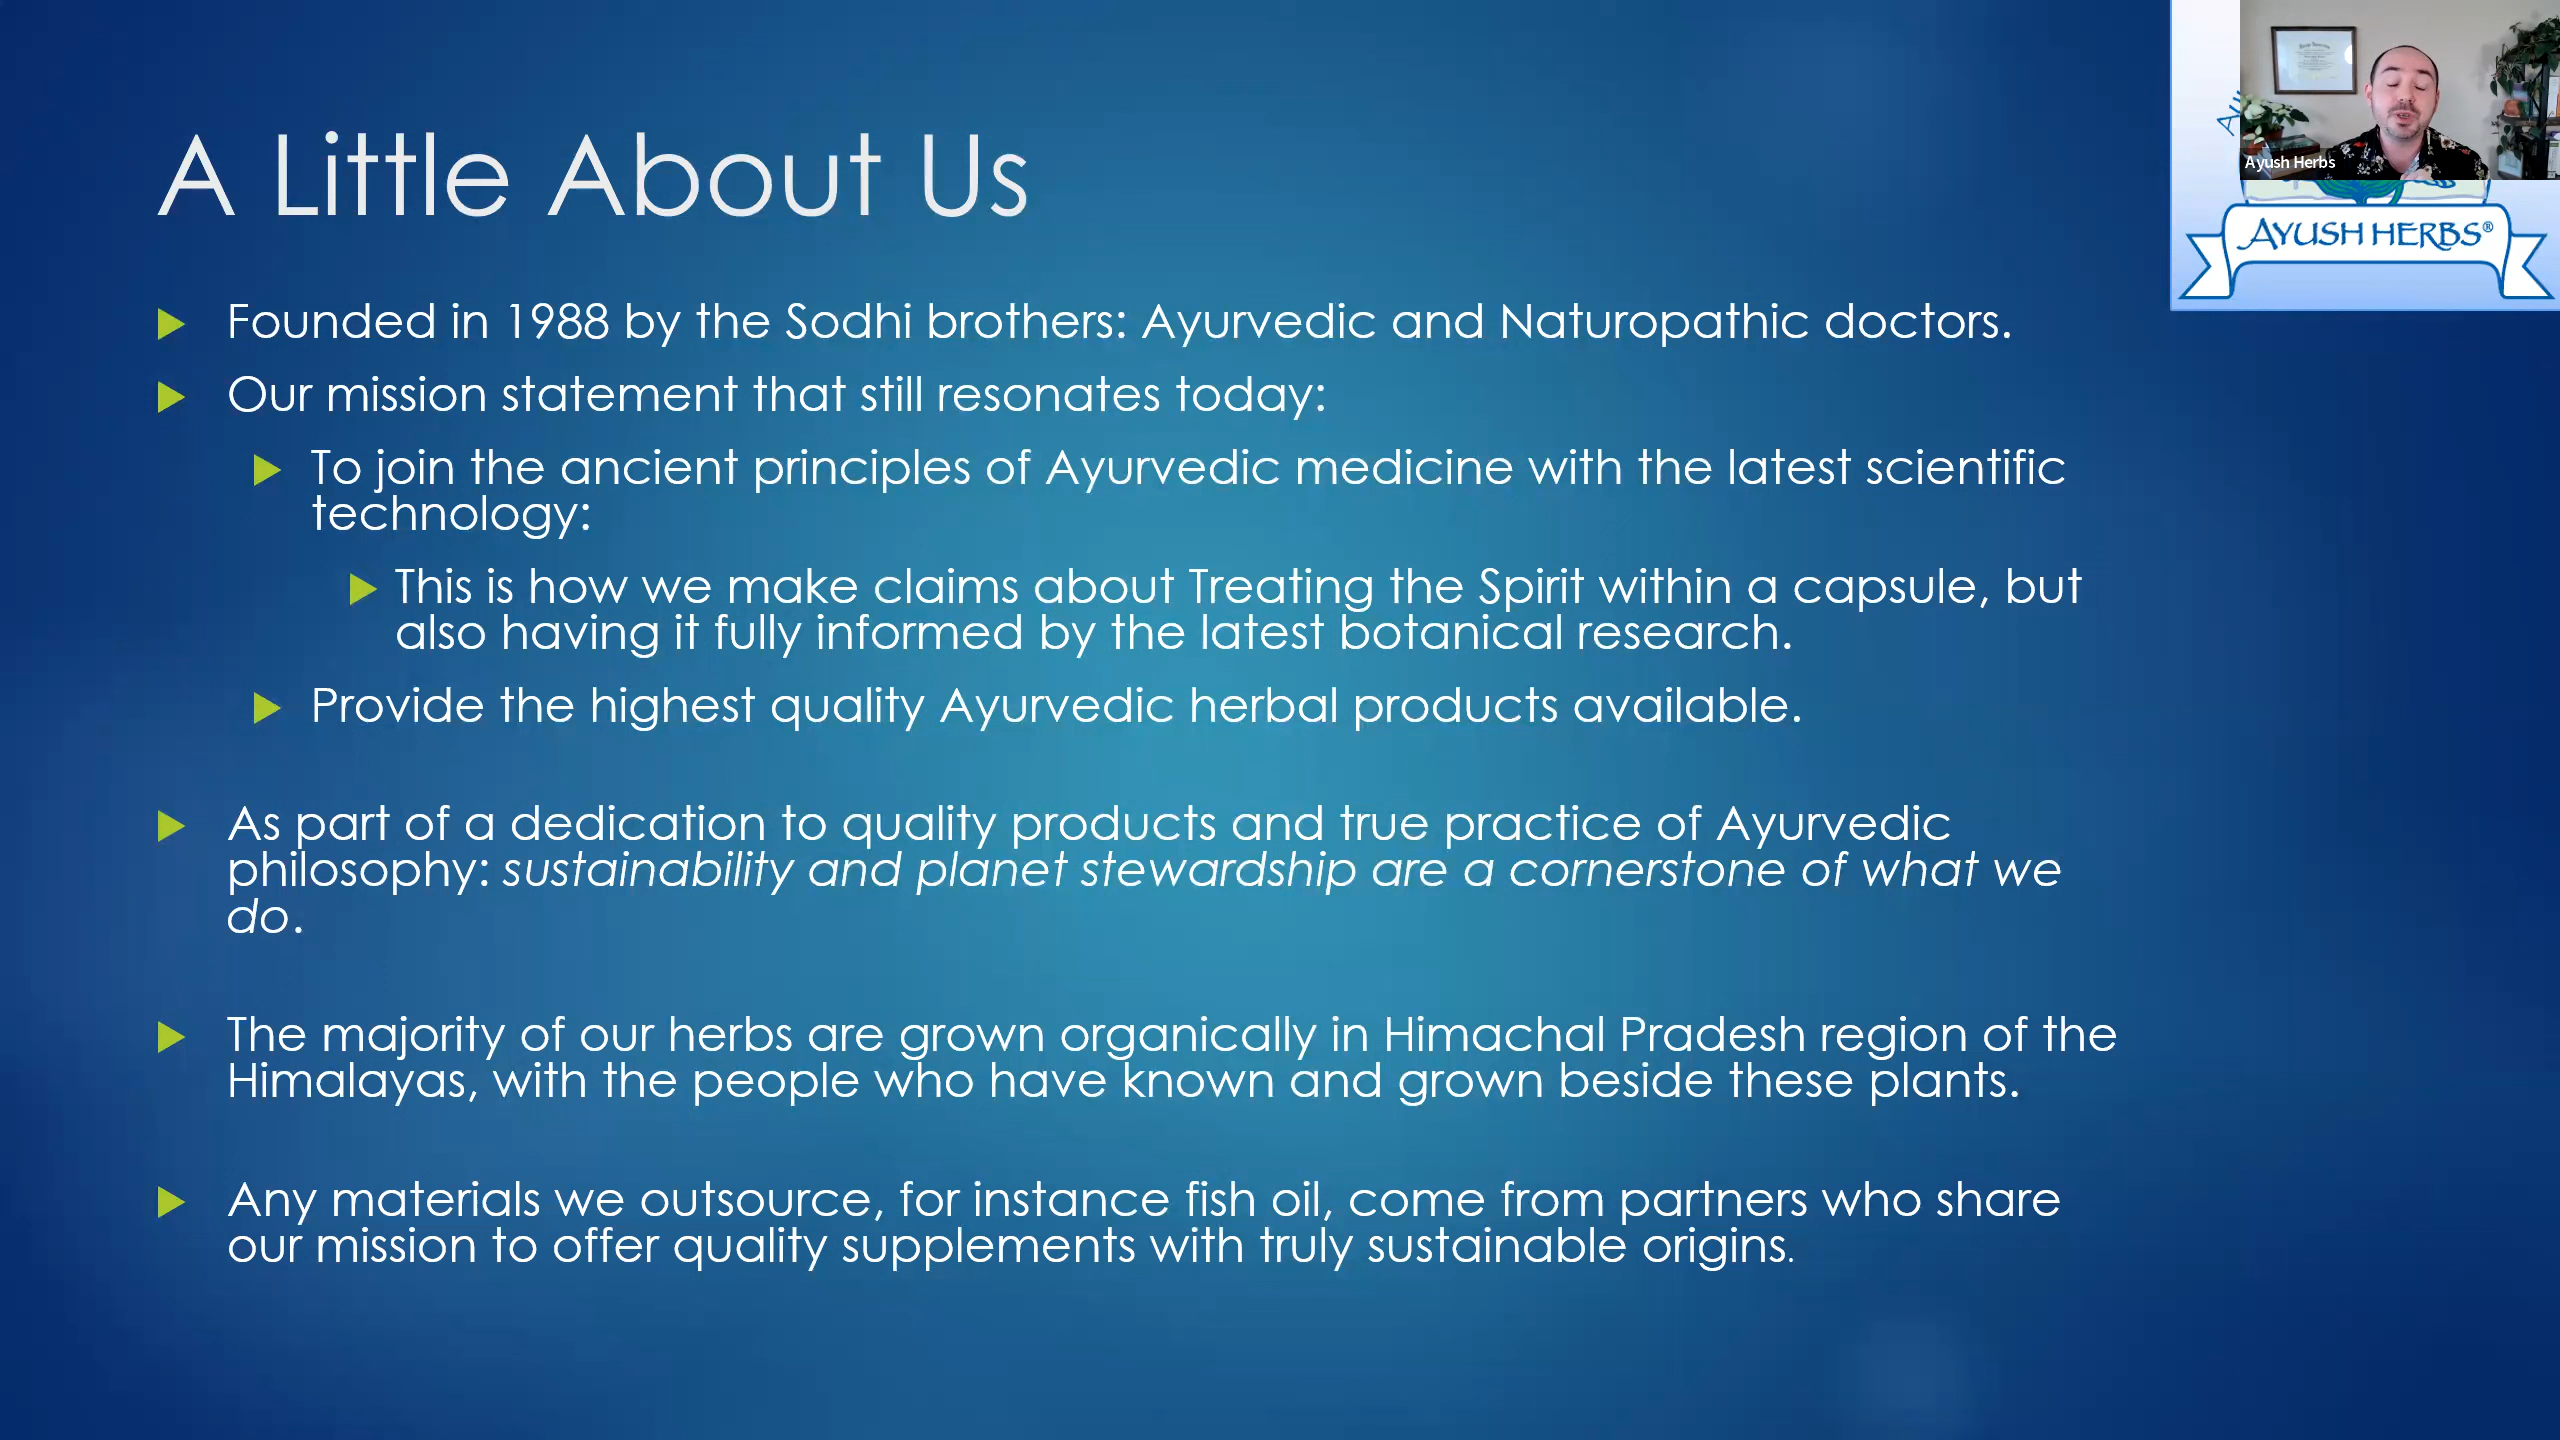 A Little About Us
Ayush Herbs
AYUSH HERBS®
Founded in 1988 by the Sodhi brothers: Ayurvedic and Naturopathic doctors.
Our mission statement that still resonates today:
To join the ancient principles of Ayurvedic medicine with the latest scientific
technology:
This is how we make claims about Treating the Spirit within a capsule, but
also having it fully informed by the latest botanical research.
Provide the highest quality Ayurvedic herbal products available.
As part of a dedication to quality products and true practice of Ayurvedic
philosophy: sustainability and planet stewardship are a cornerstone of what we
do.
The majority of our herbs are grown organically in Himachal Pradesh region of the
Himalayas, with the people who have known and grown beside these plants.
Any materials we outsource, for instance fish oil, come from partners who share
our mission to offer quality supplements with truly sustainable origins.